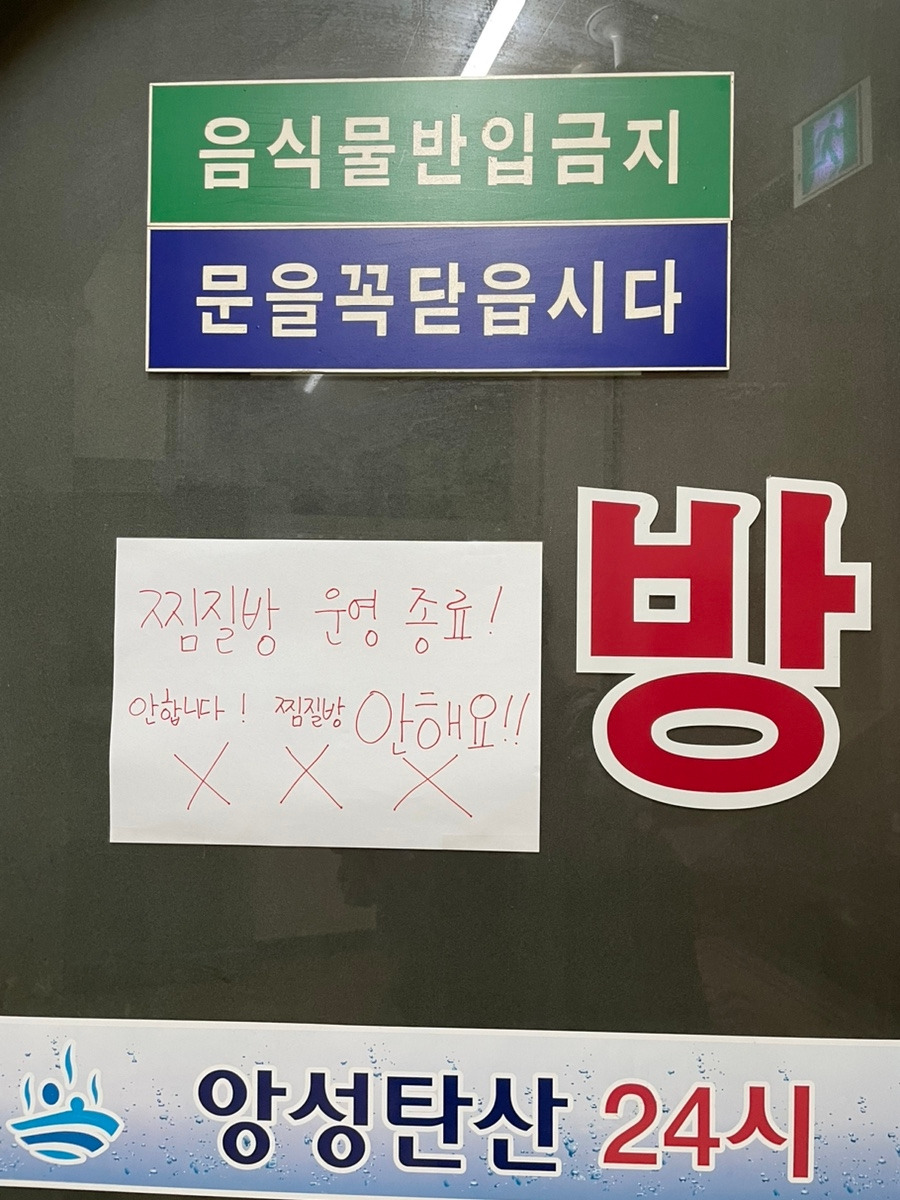 음식물반입금지
문을꼭닫읍시다
방
찜질방 운영 종료!
안합니다! 찜질방 안해요!!
X X X
앙성탄산 24시